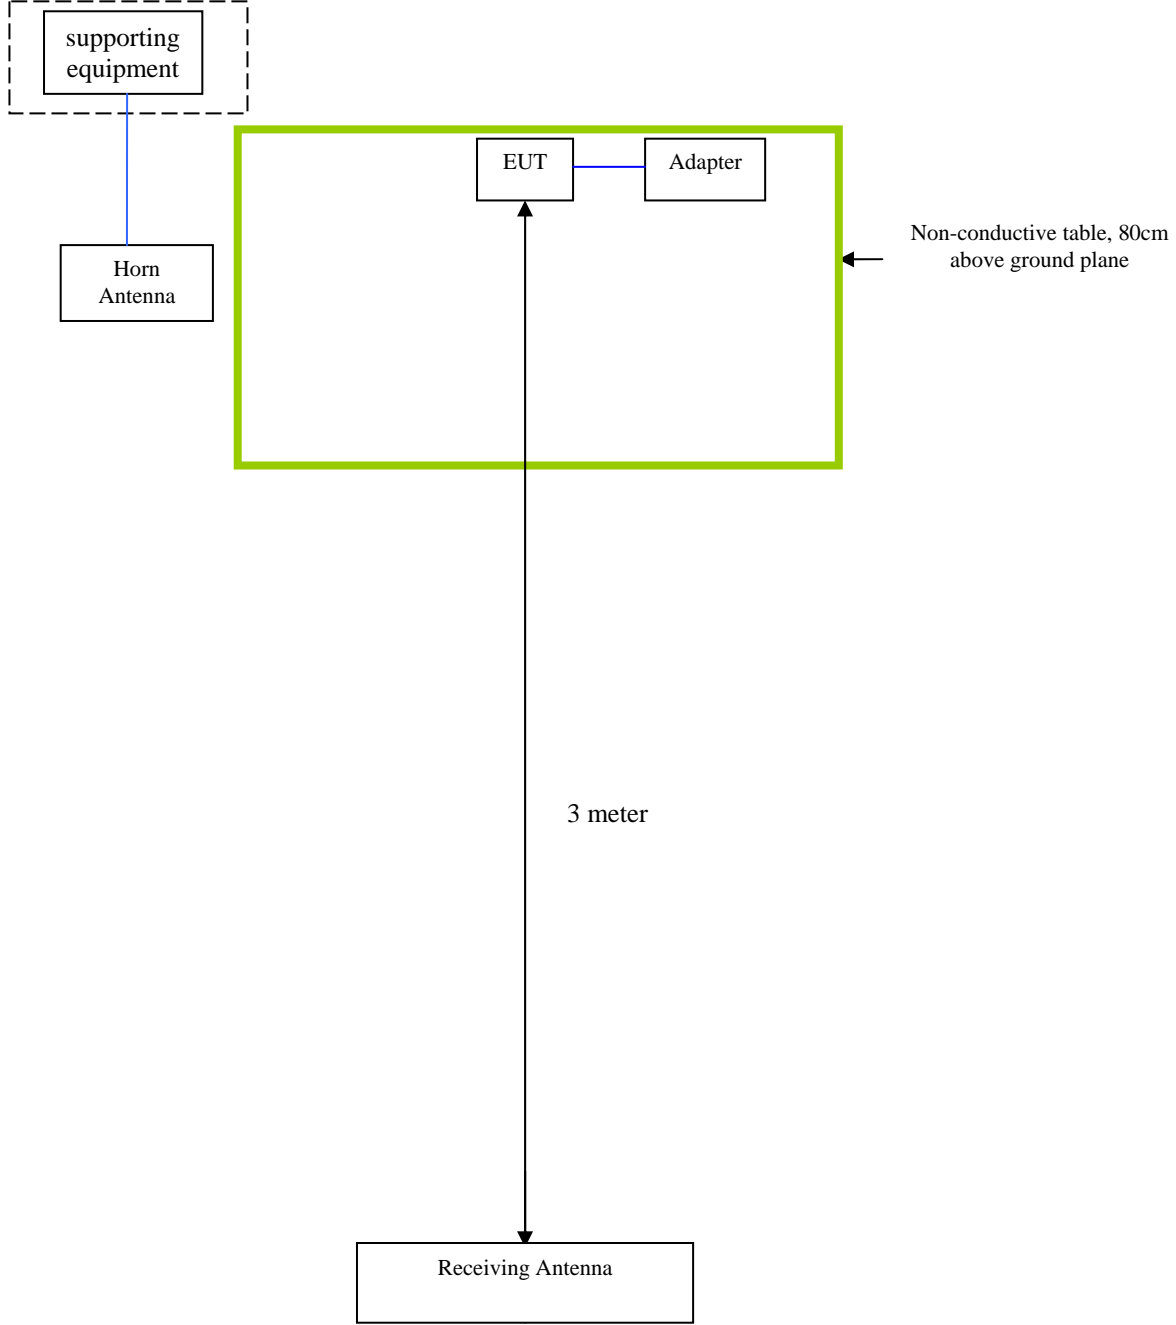 supporting
equipment
EUT
Adapter
Non-conductive table, 80cm
above ground plane
Horn
Antenna
3 meter
Receiving Antenna